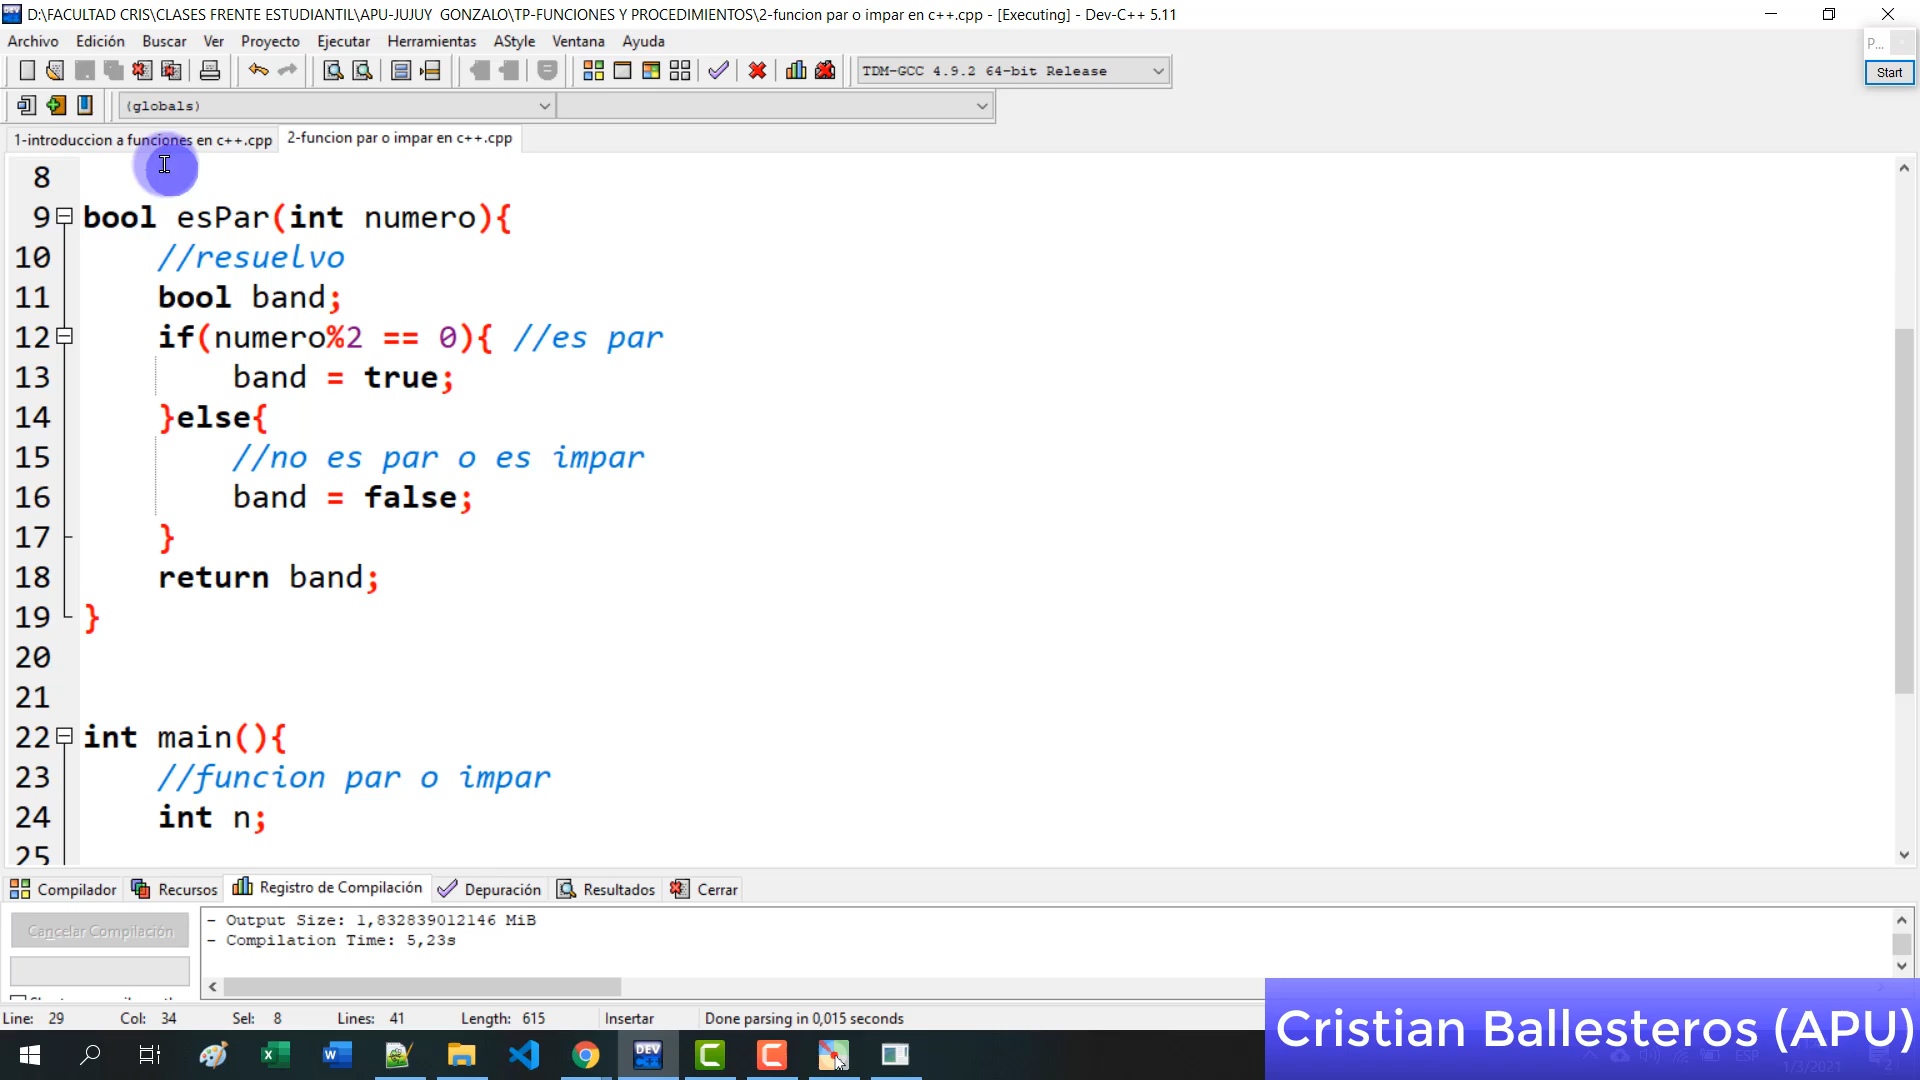 D:\FACULTAD CRIS\CLASES FRENTE ESTUDIANTIL\APU-JUJUY GONZALO\TP-FUNCIONES Y PROCEDIMIENTOS\2-funcion par o impar en c++.cpp - [Executing] - Dev-C++ 5.11
P...
Archivo Edición Buscar Ver Proyecto Ejecutar Herramientas AStyle Ventana Ayuda
TDM-GCC 4.9.2 64-bit Release
Start
(globals)
1-introduccion a funciones en c++.cpp 2-funcion par o impar en c++.cpp
8
9 bool esPar(int numero){
10 //resuelvo
11 bool band;
12 if(numero%2 == 0){ //es par
13 band = true;
14 }else{
15 //no es par o es impar
16 band = false;
17 }
18 return band;
19 }
20
21
22 int main(){
23 //funcion par o impar
24 int n;
25
Compilador Recursos Registro de Compilación Depuración Resultados Cerrar
Cancelar Compilación
- Output Size: 1,832839012146 MiB
- Compilation Time: 5,23s
Line: 29 Col: 34 Sel: 8 Lines: 41 Length: 615 Insertar Done parsing in 0,015 seconds
Cristian Ballesteros (APU)
ESP
1/3/2021